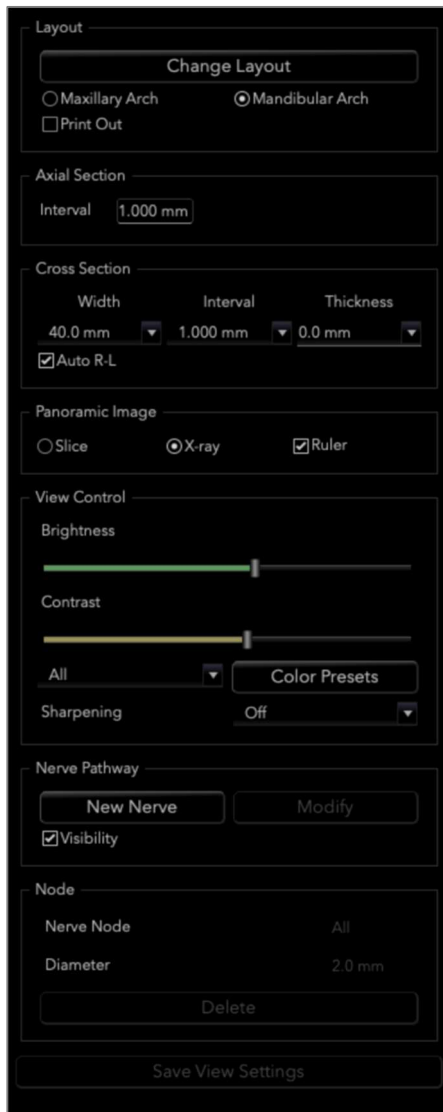 Layout
Change Layout
Maxillary Arch Mandibular Arch
Print Out
Axial Section
Interval 1.000 mm
Cross Section
Width Interval Thickness
40.0 mm 1.000 mm 0.0 mm
Auto R-L
Panoramic Image
Slice X-ray Ruler
View Control
Brightness
Contrast
All Color Presets
Sharpening Off
Nerve Pathway
New Nerve Modify
Visibility
Node
Nerve Node All
Diameter 2.0 mm
Delete
Save View Settings